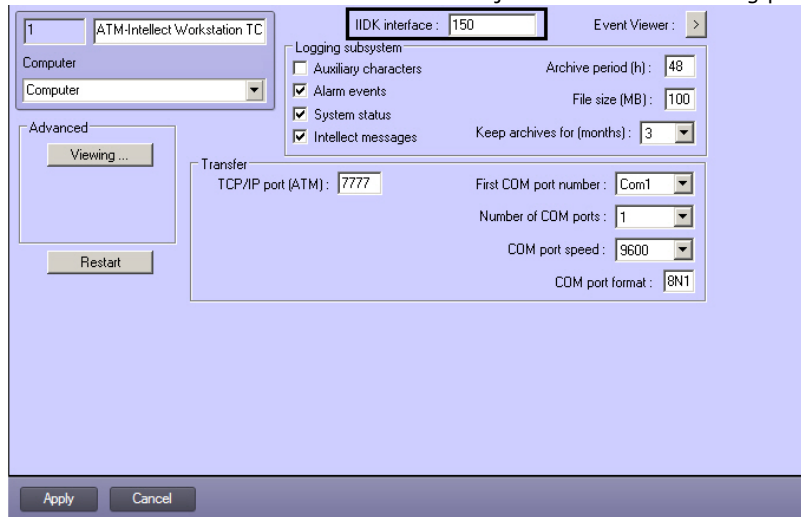 1 ATM-Intellect Workstation TC
IIDK interface : 150
Event Viewer : >
Computer
Computer
Logging subsystem
Auxiliary characters
Alarm events
System status
Intellect messages
Archive period (h) : 48
File size (MB) : 100
Keep archives for (months) : 3
Advanced
Viewing ...
Restart
Transfer
TCP/IP port (ATM) : 7777
First COM port number : Com1
Number of COM ports : 1
COM port speed : 9600
COM port format : 8N1
Apply Cancel